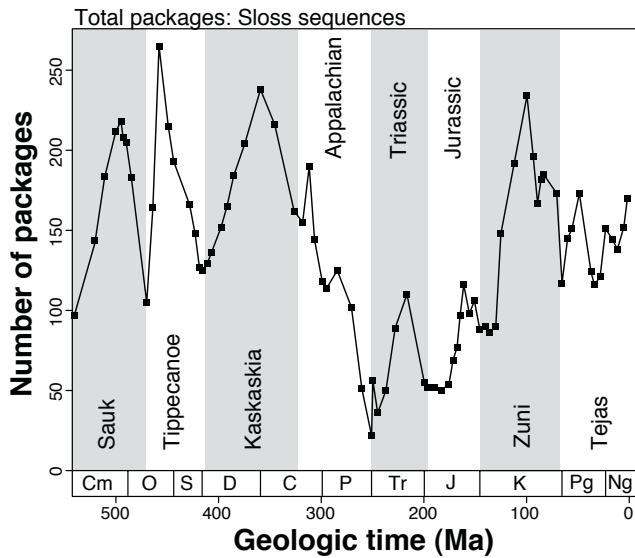 Total packages: Sloss sequences
Number of packages
250
200
150
100
50
0
Sauk
Tippecanoe
Kaskaskia
Appalachian
Triassic
Jurassic
Zuni
Tejas
Cm O S D C P Tr J K Pg Ng
500 400 300 200 100 0
Geologic time (Ma)